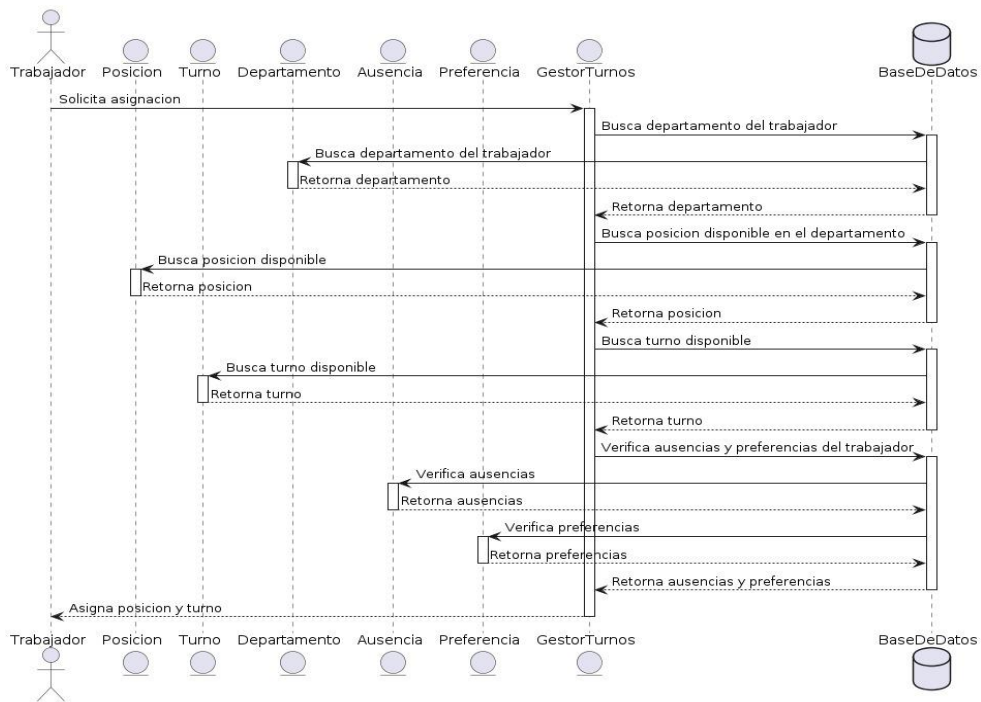 Trabajador Posicion Turno Departamento Ausencia Preferencia GestorTurnos BaseDeDatos
Solicita asignacion
Busca departamento del trabajador
Busca departamento del trabajador
Retorna departamento
Retorna departamento
Busca posicion disponible en el departamento
Busca posicion disponible
Retorna posicion
Retorna posicion
Busca turno disponible
Busca turno disponible
Retorna turno
Retorna turno
Verifica ausencias y preferencias del trabajador
Verifica ausencias
Retorna ausencias
Verifica preferencias
Retorna preferencias
Retorna ausencias y preferencias
Asigna posicion y turno
Trabajador Posicion Turno Departamento Ausencia Preferencia GestorTurnos BaseDeDatos